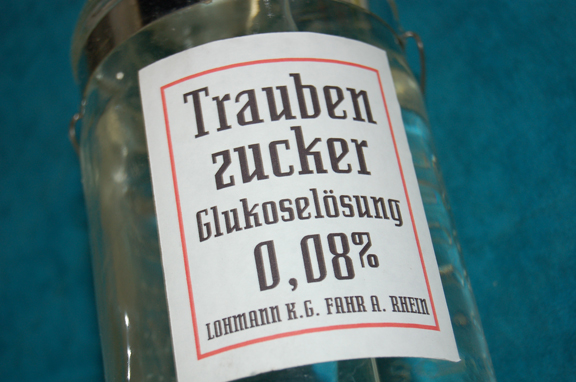 Trauben
zucker
Glukoselösung
0,08%
LOHMANN K.G. FAHR A. RHEIN